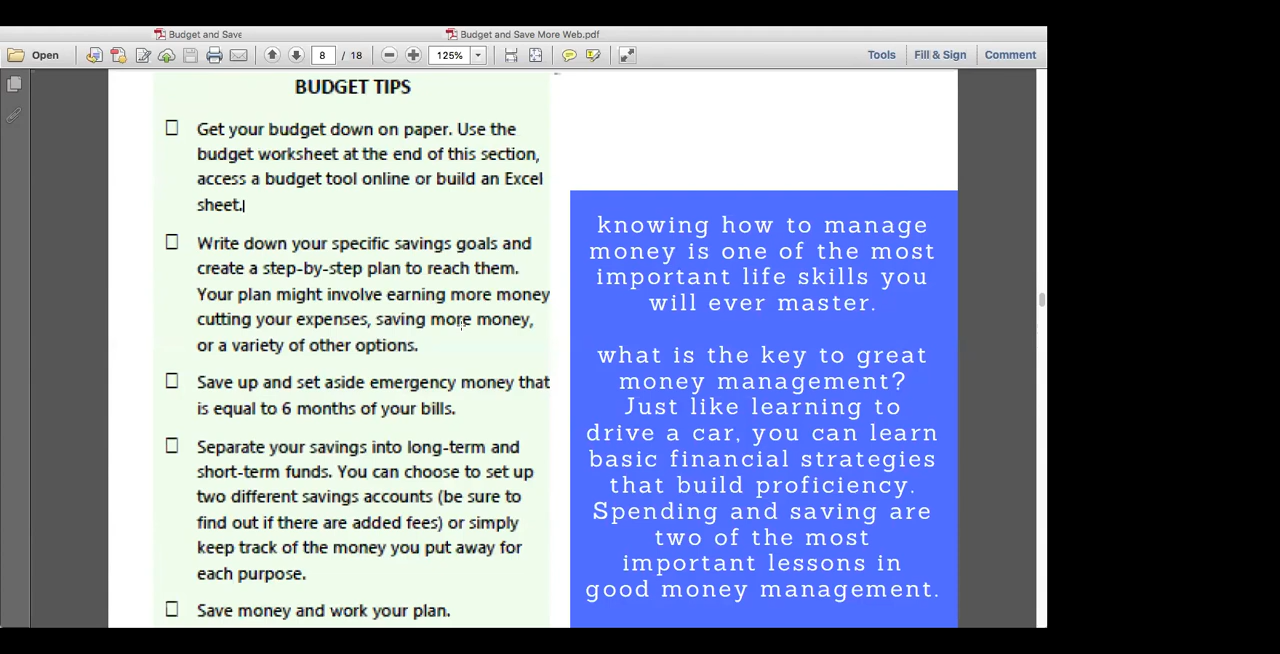 Budget and Save
Budget and Save More Web.pdf
Open
8
/ 18
125%
Tools
Fill & Sign
Comment
BUDGET TIPS
Get your budget down on paper. Use the
budget worksheet at the end of this section,
access a budget tool online or build an Excel
sheet.
Write down your specific savings goals and
create a step-by-step plan to reach them.
Your plan might involve earning more money
cutting your expenses, saving more money,
or a variety of other options.
Save up and set aside emergency money that
is equal to 6 months of your bills.
Separate your savings into long-term and
short-term funds. You can choose to set up
two different savings accounts (be sure to
find out if there are added fees) or simply
keep track of the money you put away for
each purpose.
Save money and work your plan.
knowing how to manage
money is one of the most
important life skills you
will ever master.
what is the key to great
money management?
Just like learning to
drive a car, you can learn
basic financial strategies
that build proficiency.
Spending and saving are
two of the most
important lessons in
good money management.